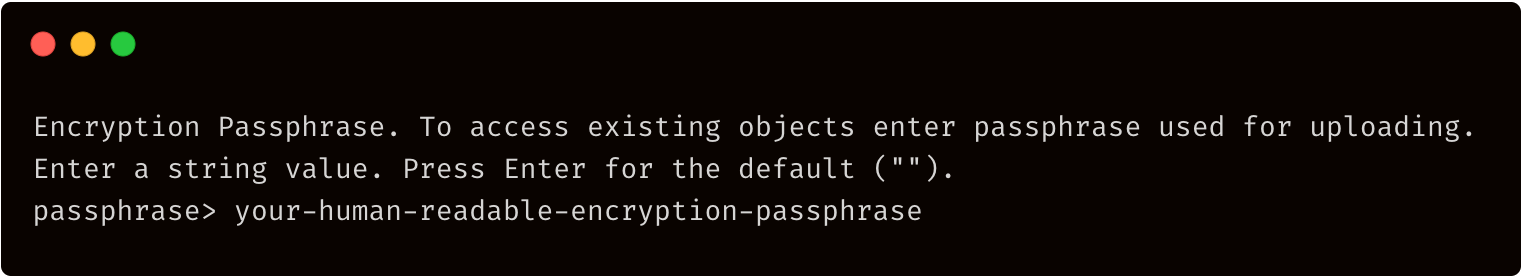 Encryption Passphrase. To access existing objects enter passphrase used for uploading.
Enter a string value. Press Enter for the default ("").
passphrase> your-human-readable-encryption-passphrase